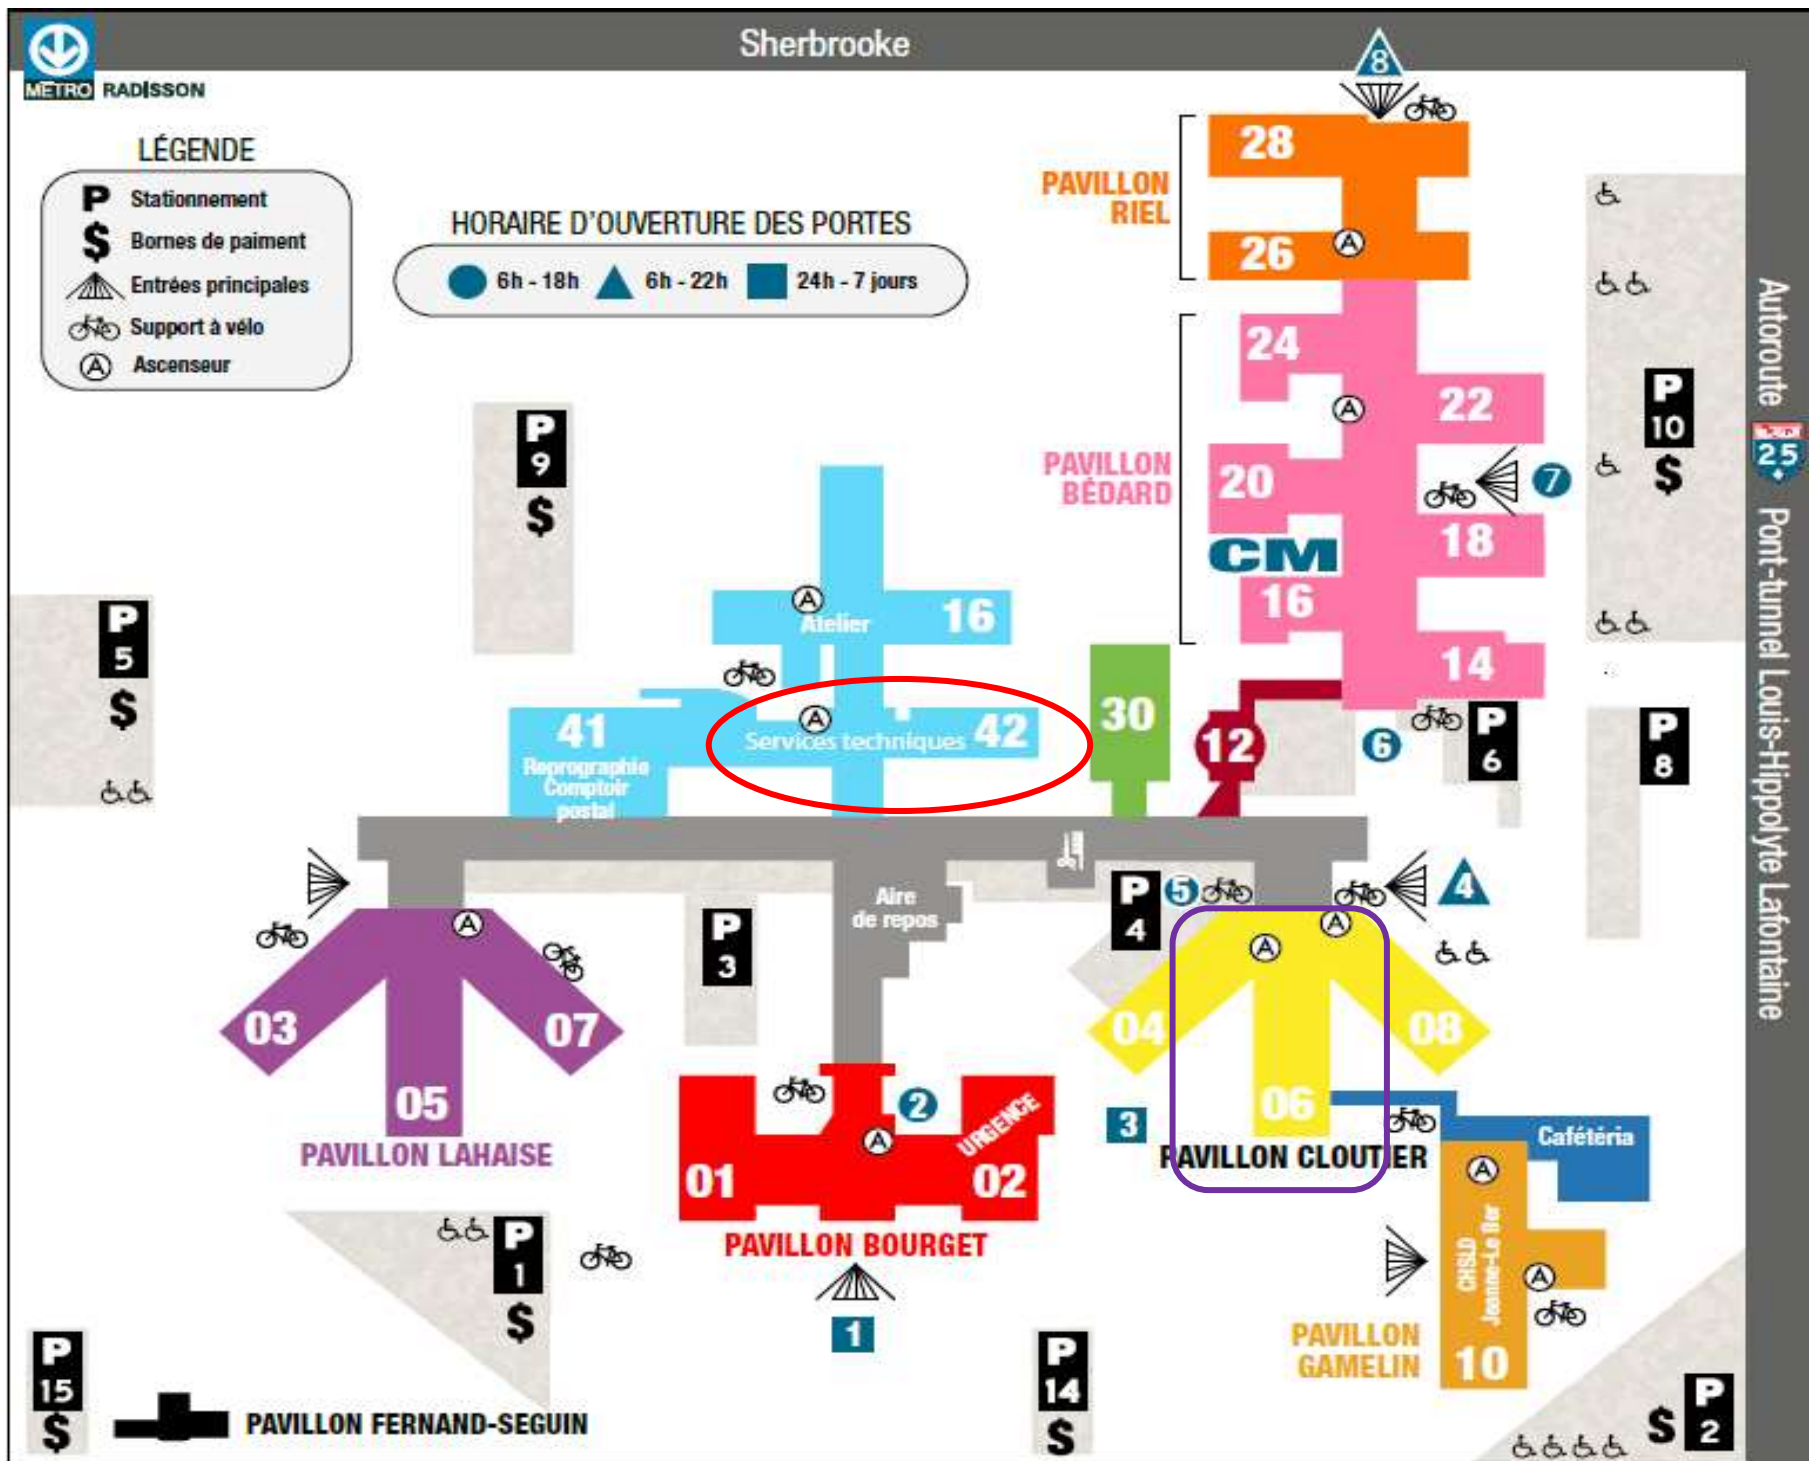 Sherbrooke
8
MÉTRO RADISSON
LÉGENDE
P Stationnement
$ Bornes de paiment
Entrées principales
Support à vélo
A Ascenseur
HORAIRE D'OUVERTURE DES PORTES
6h - 18h 6h - 22h 24h - 7 jours
PAVILLON
RIEL
28
26
A
PAVILLON
BÉDARD
24
A
22
20
7
18
CM
16
14
P
10
$
Autoroute
25
Pont-tunnel Louis-Hippolyte Lafontaine
P
9
$
P
5
$
A
Atelier
16
A
41
Services techniques 42
Reprographie
Comptoir
postal
30
12
6
P
6
P
8
Aire
de repos
P
3
P
4
5
4
A
03
07
05
PAVILLON LAHAISE
A
A
04
08
06
PAVILLON CLOUTIER
3
2
A
URGENCE
01
02
PAVILLON BOURGET
1
Cafétéria
A
CHSLD
Jeanne-Le Ber
A
PAVILLON
GAMELIN
10
P
1
$
P
15
$
PAVILLON FERNAND-SEGUIN
P
14
$
$
P
2